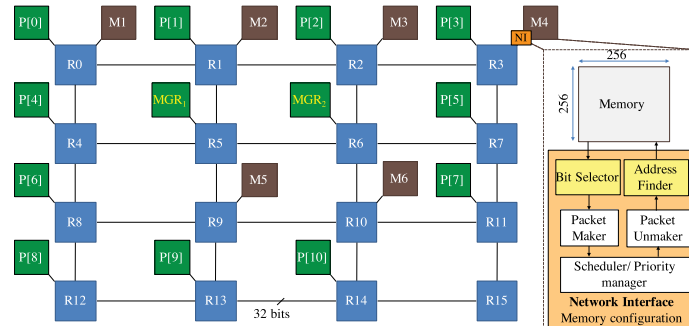 P[0] M1 P[1] M2 P[2] M3 P[3] M4
NI
R0 R1 R2 R3
256
256
Memory
P[4] MGR1 MGR2 P[5]
R4 R5 R6 R7
P[6] M5 M6 P[7]
Bit Selector
Address
Finder
R8 R9 R10 R11
Packet
Maker
Packet
Unmaker
P[8] P[9] P[10]
Scheduler/ Priority
manager
R12 R13 R14 R15
32 bits
Network Interface
Memory configuration